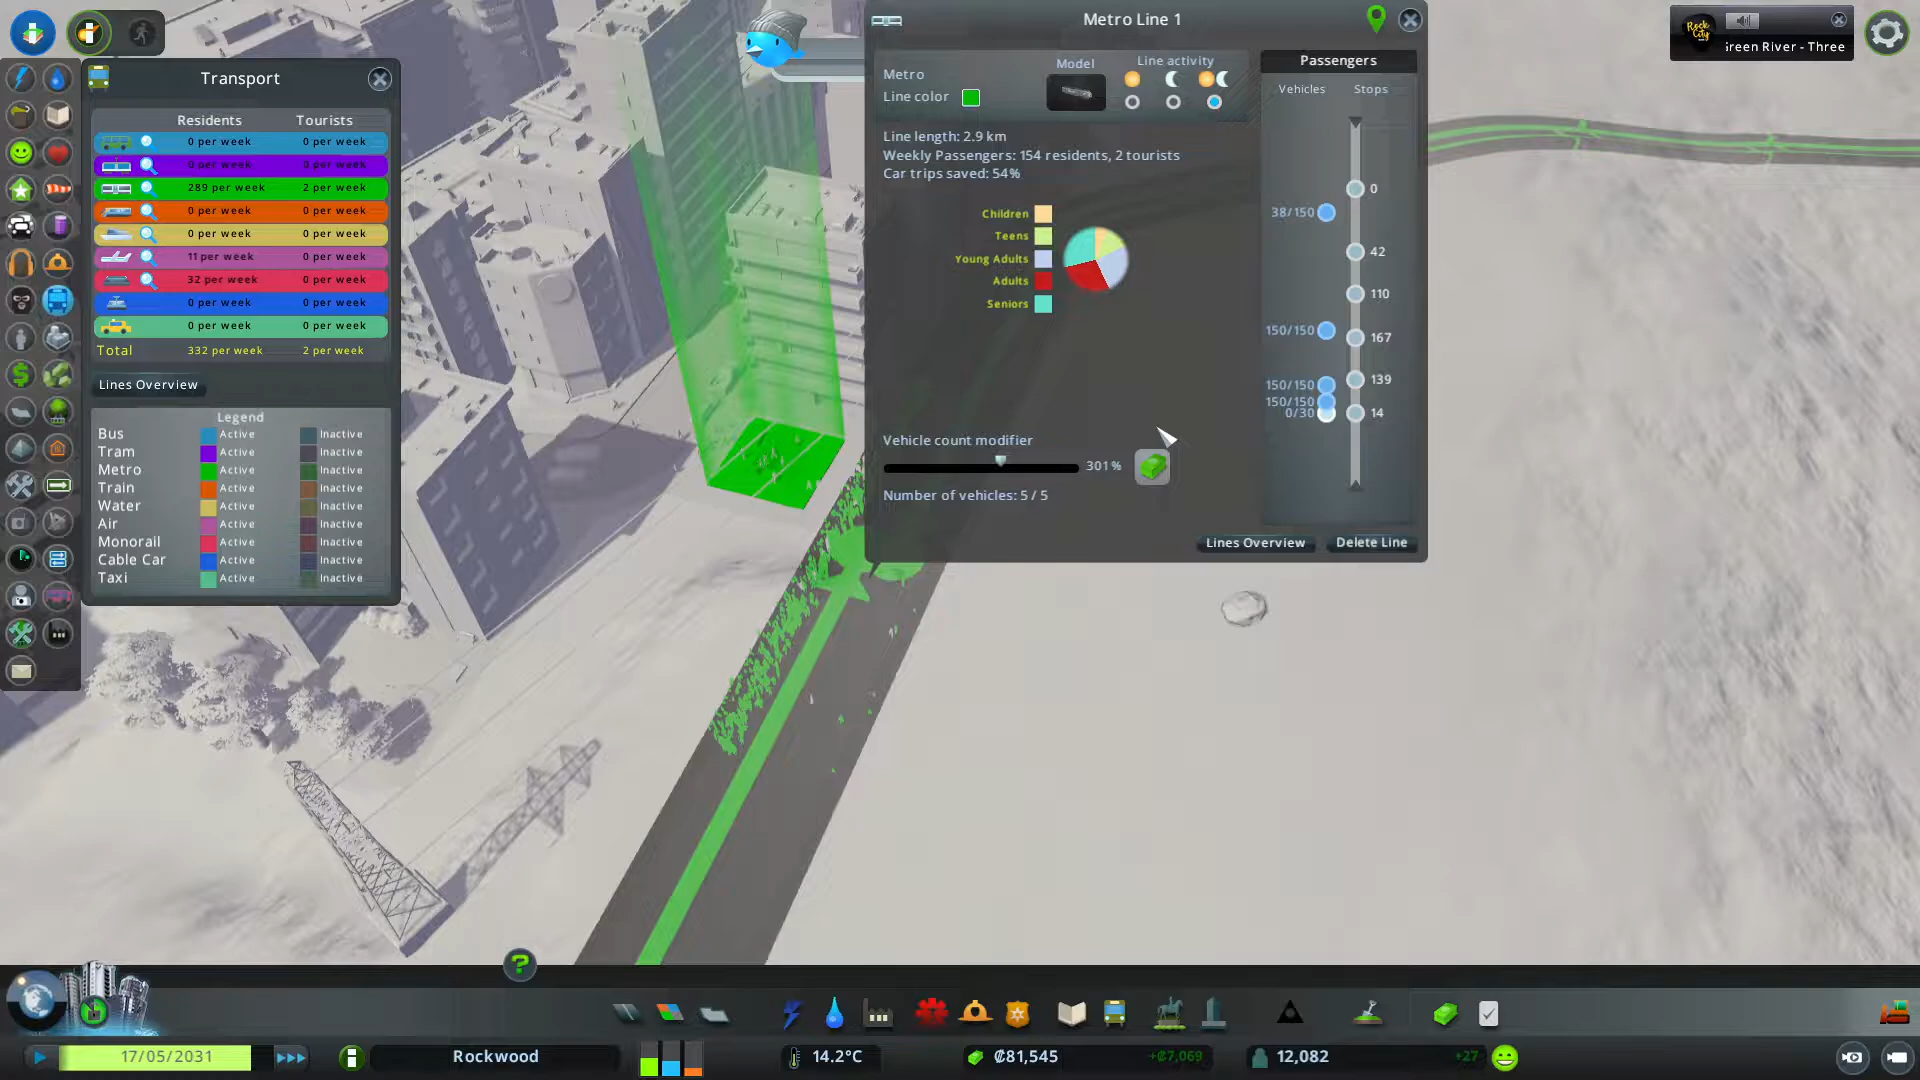 Transport
Residents Tourists
0 per week 0 per week
0 per week 0 per week
289 per week 2 per week
0 per week 0 per week
0 per week 0 per week
11 per week 0 per week
32 per week 0 per week
0 per week 0 per week
0 per week 0 per week
Total 332 per week 2 per week
Lines Overview
Legend
Bus Active Inactive
Tram Active Inactive
Metro Active Inactive
Train Active Inactive
Water Active Inactive
Air Active Inactive
Monorail Active Inactive
Cable Car Active Inactive
Taxi Active Inactive
Metro Line 1
Metro
Line color
Model
Line activity
Line length: 2.9 km
Weekly Passengers: 154 residents, 2 tourists
Car trips saved: 54%
Children
Teens
Young Adults
Adults
Seniors
Vehicle count modifier
301%
Number of vehicles: 5 / 5
Passengers
Vehicles Stops
0
38/150
42
110
150/150
167
150/150 139
150/150
0/30 14
Lines Overview Delete Line
Rock City
Green River - Three
?
17/05/2031
Rockwood
14.2°C
₡81,545
+₡7,069
12,082
+27